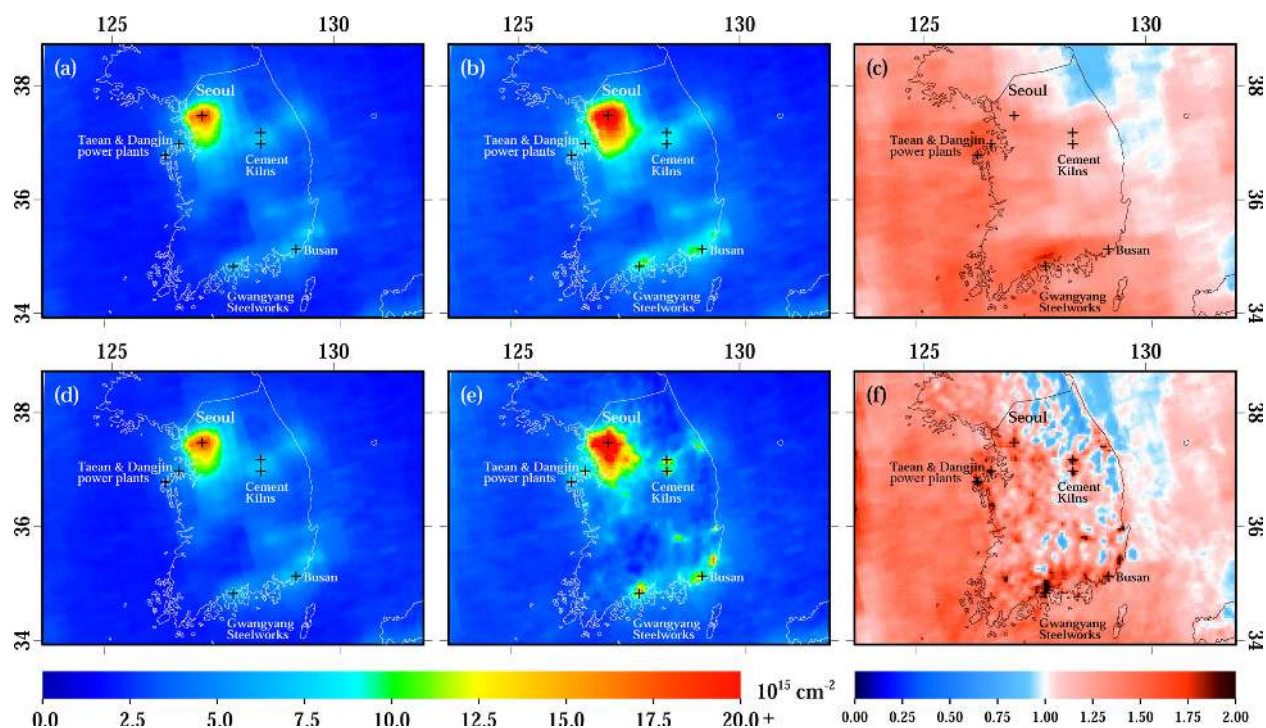 125 130 125 130 125 130
38 (a) Seoul (b) Seoul (c) Seoul 38
Taean & Dangjin
power plants
Cement
Kilns
Taean & Dangjin
power plants
Cement
Kilns
Taean & Dangjin
power plants
Cement
Kilns
36 36
Busan Busan Busan
Gwangyang
Steelworks
Gwangyang
Steelworks
Gwangyang
Steelworks
34 34
125 130 125 130 125 130
38 (d) Seoul (e) Seoul (f) Seoul 38
Taean & Dangjin
power plants
Cement
Kilns
Taean & Dangjin
power plants
Cement
Kilns
Taean & Dangjin
power plants
Cement
Kilns
36 36
Busan Busan Busan
Gwangyang
Steelworks
Gwangyang
Steelworks
Gwangyang
Steelworks
34 34
10¹⁵ cm⁻²
0.0 2.5 5.0 7.5 10.0 12.5 15.0 17.5 20.0 +
0.00 0.25 0.50 0.75 1.00 1.25 1.50 1.75 2.00